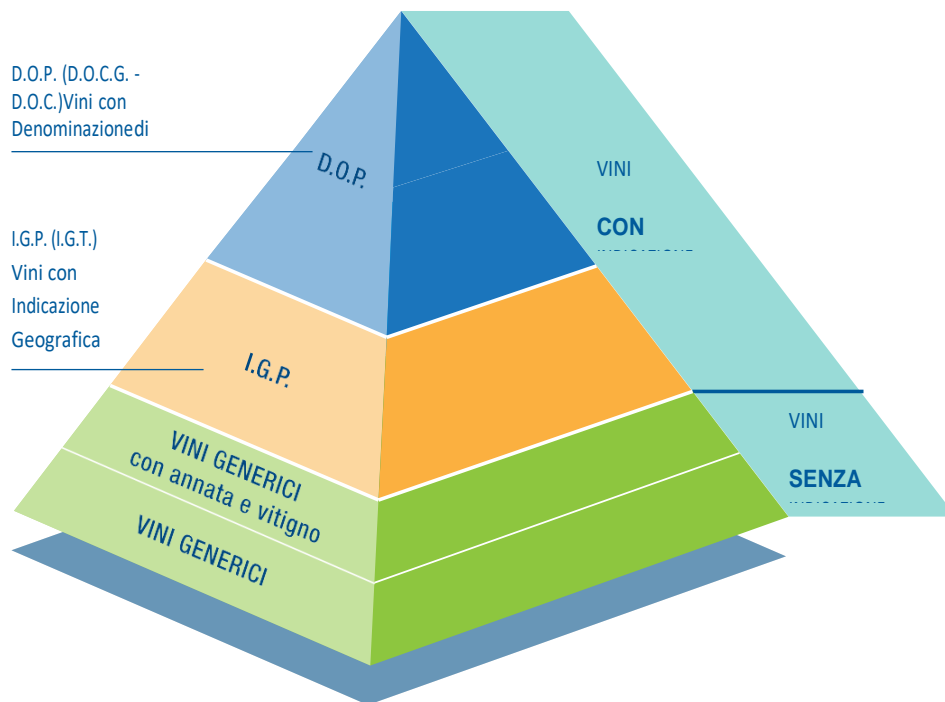 D.O.P. (D.O.C.G. -
D.O.C.)Vini con
Denominazionedi
I.G.P. (I.G.T.)
Vini con
Indicazione
Geografica
D.O.P.
I.G.P.
VINI GENERICI
con annata e vitigno
VINI GENERICI
VINI
CON
VINI
SENZA